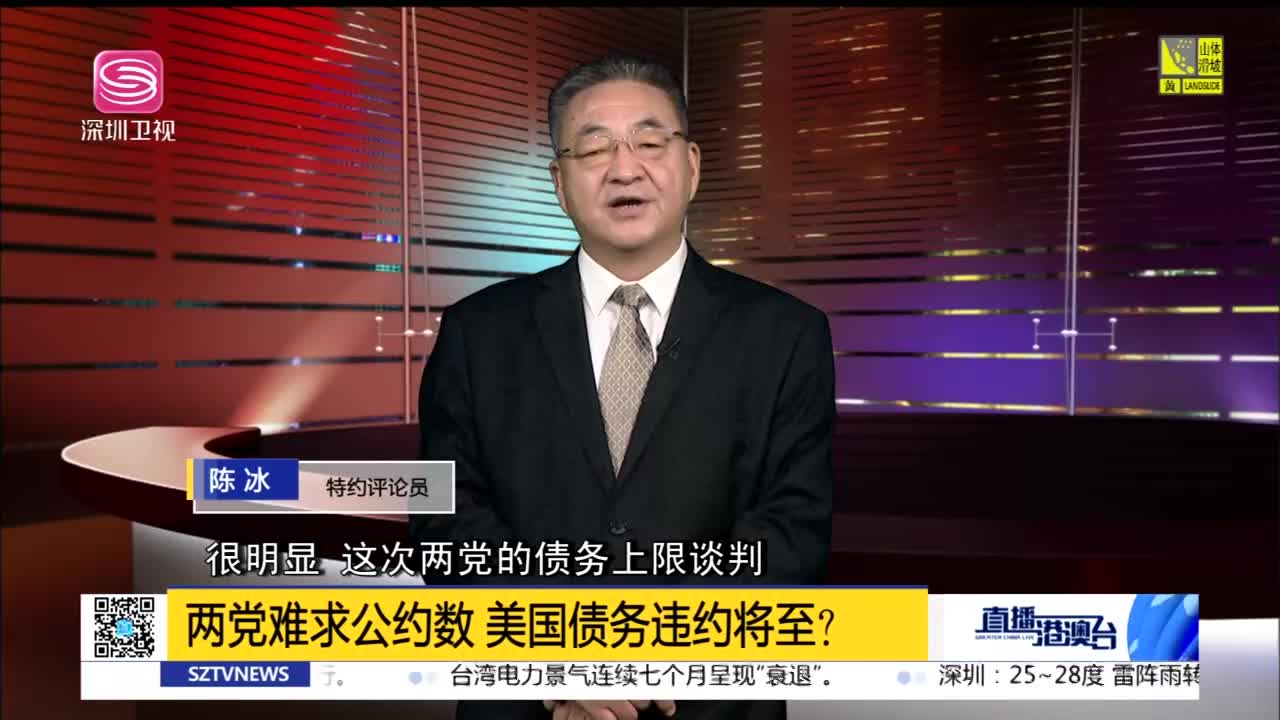 深圳卫视
山体
滑坡
黄 LANDSLIDE
陈冰
特约评论员
很明显 这次两党的债务上限谈判
两党难求公约数 美国债务违约将至?
直播港澳台
GREATER CHINA LIVE
SZTVNEWS
了。 台湾电力景气连续七个月呈现"衰退"。 深圳:25~28度 雷阵雨转